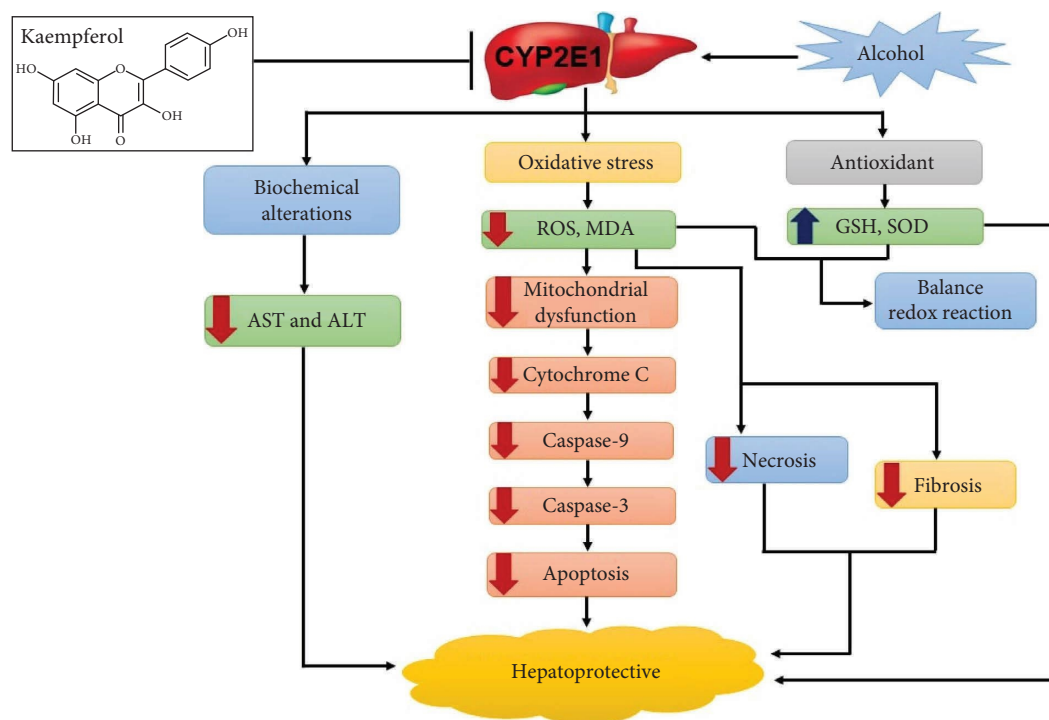 Kaempferol
OH
HO
O
OH
OH
O
CYP2E1
Alcohol
Biochemical
alterations
Oxidative stress
Antioxidant
ROS, MDA
GSH, SOD
Balance
redox reaction
AST and ALT
Mitochondrial
dysfunction
Cytochrome C
Caspase-9
Necrosis
Fibrosis
Caspase-3
Apoptosis
Hepatoprotective